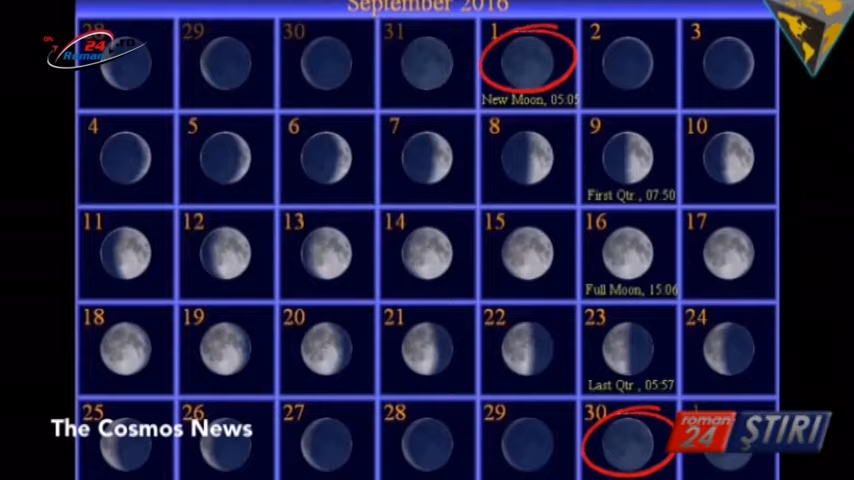 September 2016
28 29 30 31 1 2 3
New Moon, 05:05
4 5 6 7 8 9 10
First Qtr., 07:50
11 12 13 14 15 16 17
Full Moon, 15:06
18 19 20 21 22 23 24
Last Qtr., 05:57
25 26 27 28 29 30 1
The Cosmos News
roman 24 ŞTIRI